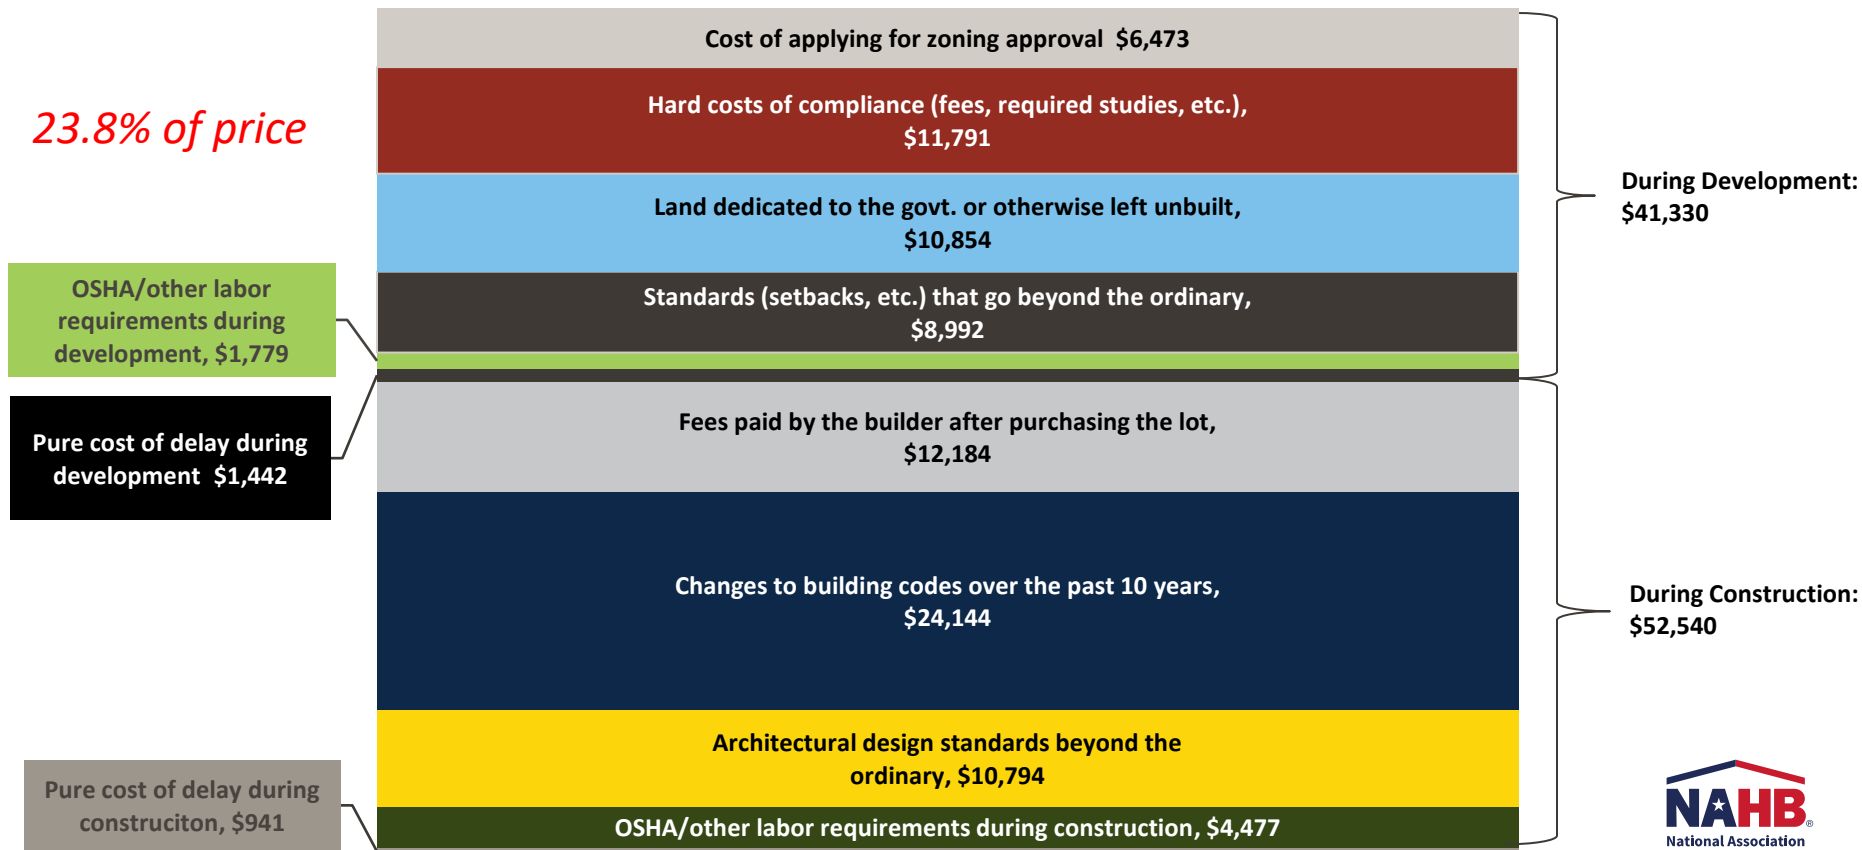 Cost of applying for zoning approval $6,473
23.8% of price
Hard costs of compliance (fees, required studies, etc.),
$11,791
Land dedicated to the govt. or otherwise left unbuilt,
$10,854
During Development:
$41,330
OSHA/other labor
requirements during
development, $1,779
Standards (setbacks, etc.) that go beyond the ordinary,
$8,992
Pure cost of delay during
development $1,442
Fees paid by the builder after purchasing the lot,
$12,184
Changes to building codes over the past 10 years,
$24,144
During Construction:
$52,540
Architectural design standards beyond the
ordinary, $10,794
Pure cost of delay during
construciton, $941
OSHA/other labor requirements during construction, $4,477
NAHB®
National Association